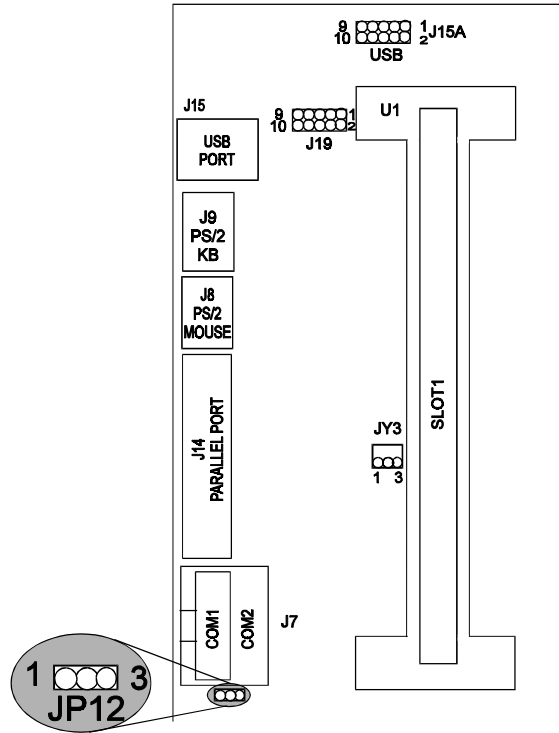 9 1 J15A
10 2
USB
J15
9 1
10 2
J19
U1
USB
PORT
J9
PS/2
KB
J8
PS/2
MOUSE
J14
PARALLEL PORT
SLOT1
JY3
1 3
COM1
COM2
J7
1 3
JP12